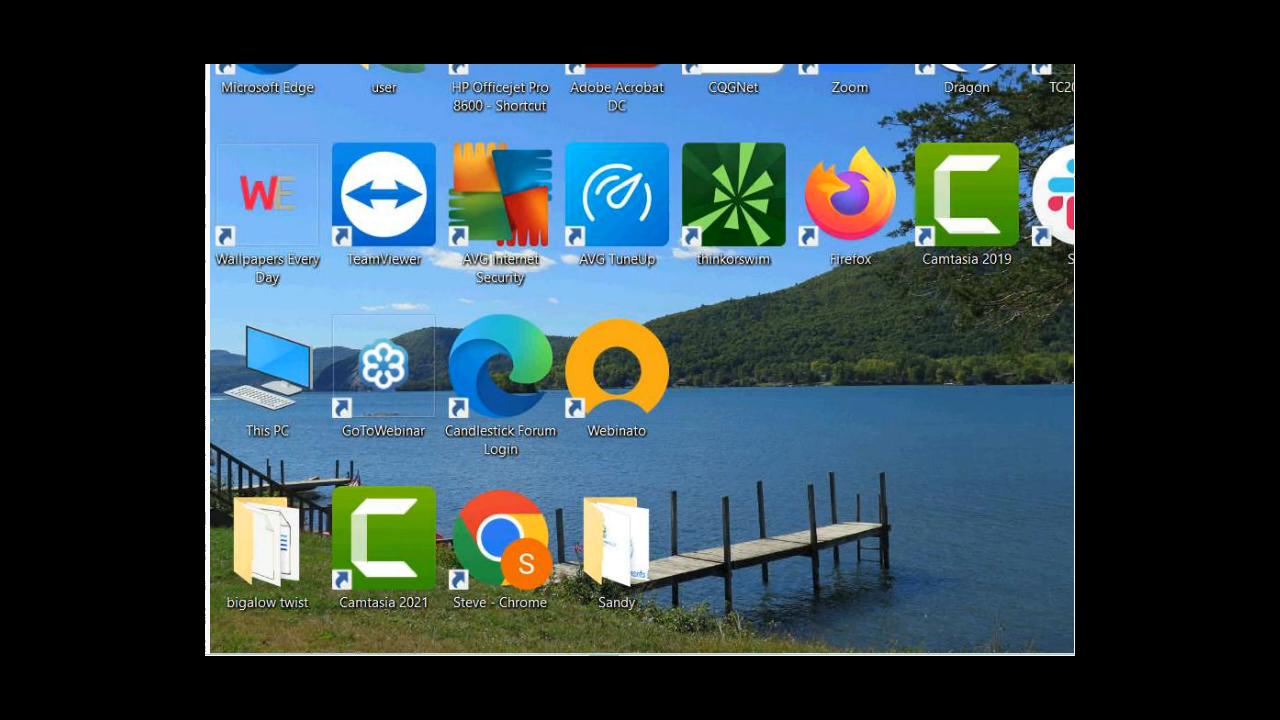 Microsoft Edge
user
HP Officejet Pro
8600 - Shortcut
Adobe Acrobat
DC
CQGNet
Zoom
Dragon
TC20
WE
Wallpapers Every
Day
TeamViewer
AVG Internet
Security
AVG TuneUp
thinkorswim
Firefox
Camtasia 2019
S
This PC
GoToWebinar
Candlestick Forum
Login
Webinato
bigalow twist
Camtasia 2021
S
Steve - Chrome
Sandy